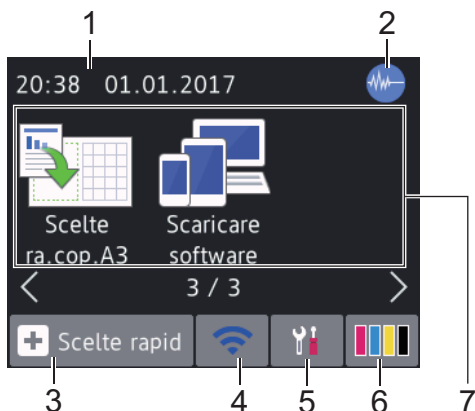 1 2
20:38 01.01.2017
Scelte Scaricare
ra.cop.A3 software
3 / 3
Scelte rapid
3 4 5 6 7